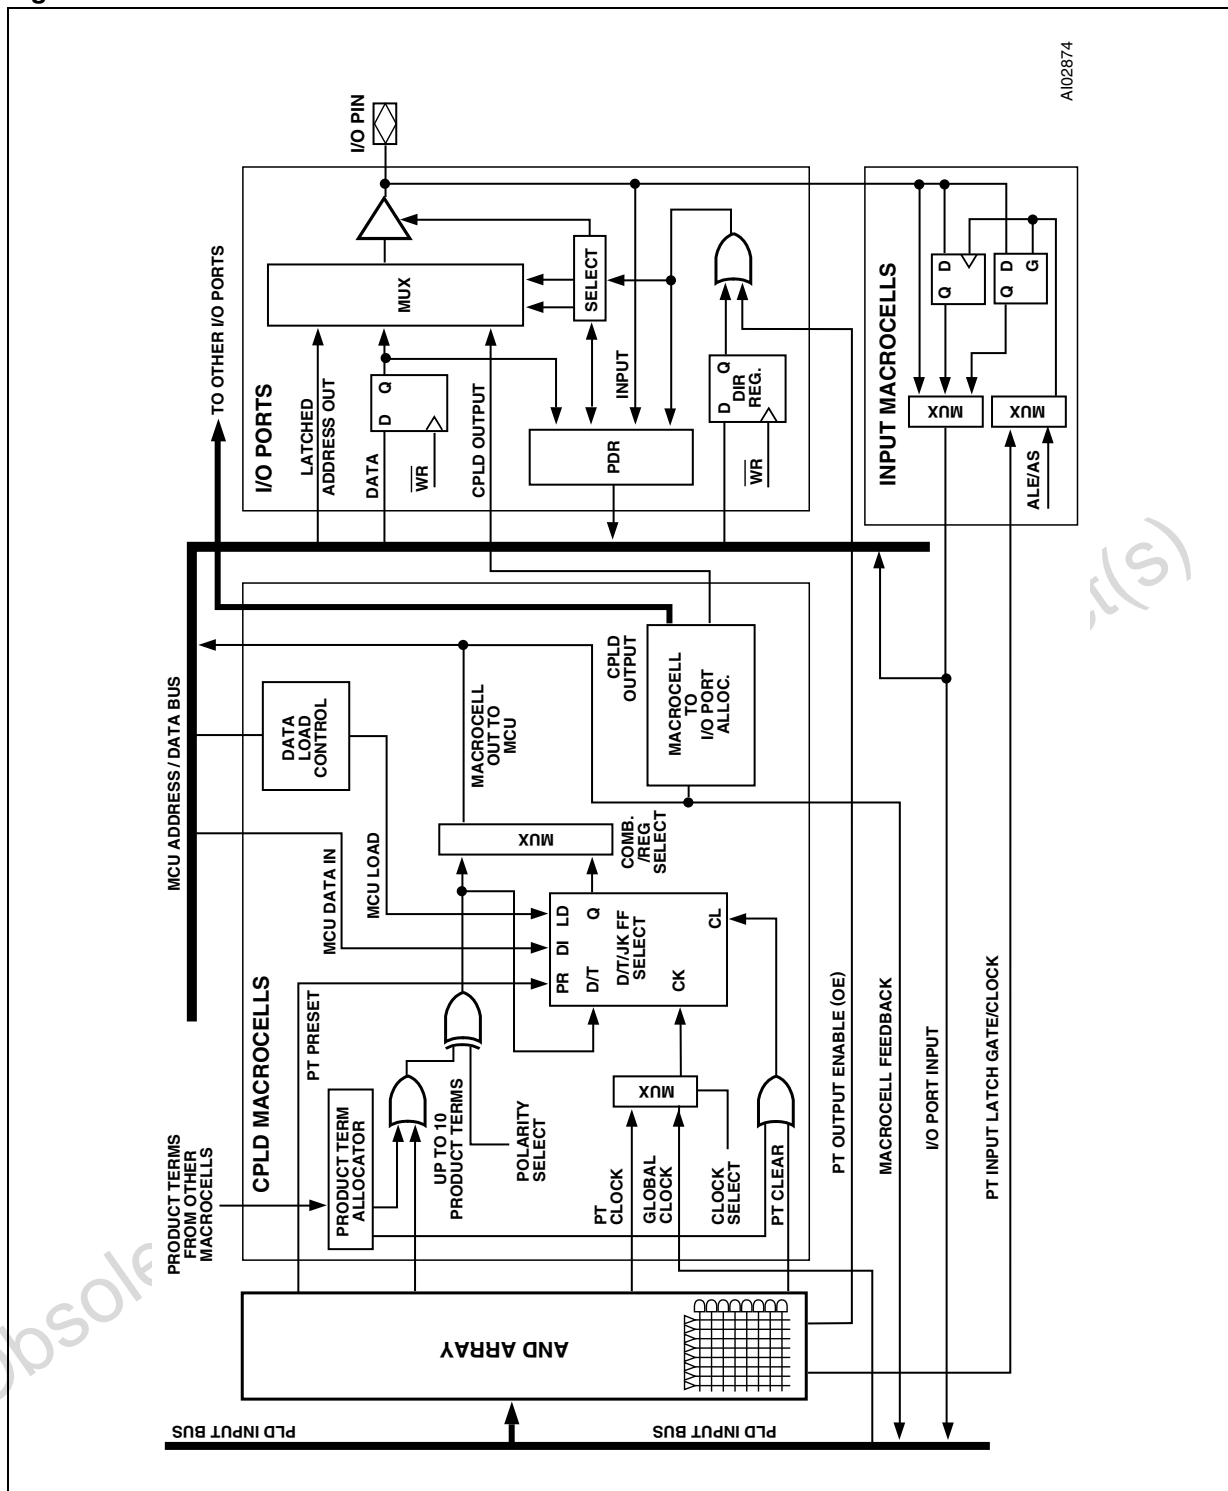 AI02874
I/O PIN
TO OTHER I/O PORTS
I/O PORTS
LATCHED
ADDRESS OUT
DATA
WR
CPLD OUTPUT
MUX
D Q
SELECT
INPUT
PDR
D Q
DIR
REG.
WR
INPUT MACROCELLS
Q D
Q D
G
MUX
MUX
ALE/AS
MCU ADDRESS / DATA BUS
DATA
LOAD
CONTROL
MACROCELL
OUT TO
MCU
CPLD
OUTPUT
MACROCELL
TO
I/O PORT
ALLOC.
MCU DATA IN
MCU LOAD
MUX
COMB.
/REG
SELECT
PR DI LD
D/T Q
D/T/JK FF
SELECT
CK
CL
CPLD MACROCELLS
PT PRESET
PRODUCT TERMS
FROM OTHER
MACROCELLS
PRODUCT TERM
ALLOCATOR
UP TO 10
PRODUCT TERMS
POLARITY
SELECT
PT
CLOCK
GLOBAL
CLOCK
MUX
CLOCK
SELECT
PT CLEAR
PT OUTPUT ENABLE (OE)
MACROCELL FEEDBACK
I/O PORT INPUT
PT INPUT LATCH GATE/CLOCK
AND ARRAY
PLD INPUT BUS
PLD INPUT BUS